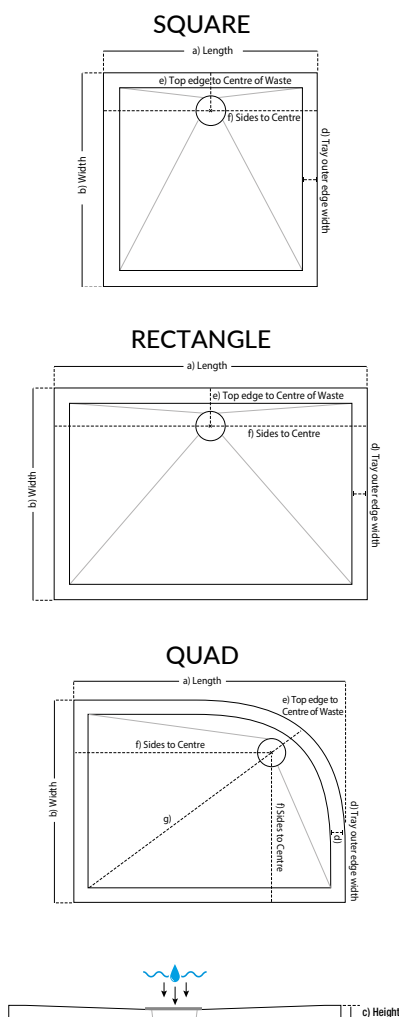 SQUARE
a) Length
e) Top edge to Centre of Waste
f) Sides to Centre
b) Width
d) Tray outer edge width
RECTANGLE
a) Length
e) Top edge to Centre of Waste
f) Sides to Centre
b) Width
d) Tray outer edge width
QUAD
a) Length
e) Top edge to
Centre of Waste
f) Sides to Centre
b) Width
g)
f) Sides to Centre
(d)
d) Tray outer edge width
c) Height